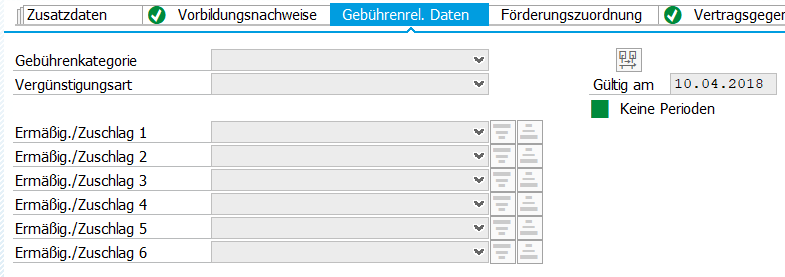 Zusatzdaten Vorbildungsnachweise Gebührenrel. Daten Förderungszuordnung Vertragsgegen
Gebührenkategorie
Vergünstigungsart Gültig am 10.04.2018
Keine Perioden
Ermäßig./Zuschlag 1
Ermäßig./Zuschlag 2
Ermäßig./Zuschlag 3
Ermäßig./Zuschlag 4
Ermäßig./Zuschlag 5
Ermäßig./Zuschlag 6